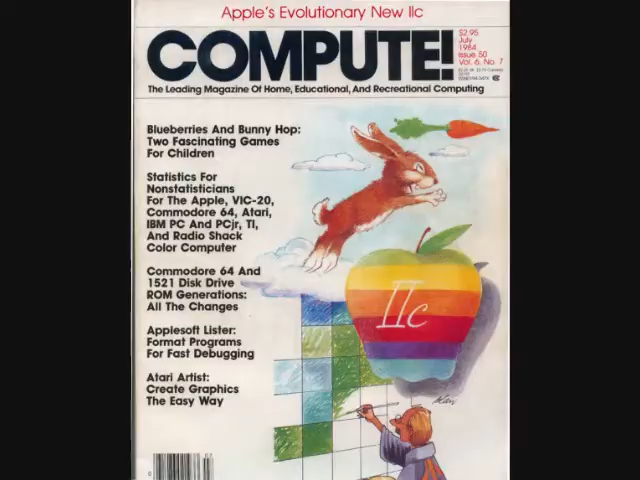 Apple's Evolutionary New IIc
COMPUTE!
$2.95
July
1984
Issue 50
Vol. 6, No. 7
The Leading Magazine Of Home, Educational, And Recreational Computing
Blueberries And Bunny Hop:
Two Fascinating Games
For Children
Statistics For
Nonstatisticians
For The Apple, VIC-20,
Commodore 64, Atari,
IBM PC And PCjr, TI,
And Radio Shack
Color Computer
Commodore 64 And
1521 Disk Drive
ROM Generations:
All The Changes
Applesoft Lister:
Format Programs
For Fast Debugging
Atari Artist:
Create Graphics
The Easy Way
IIc